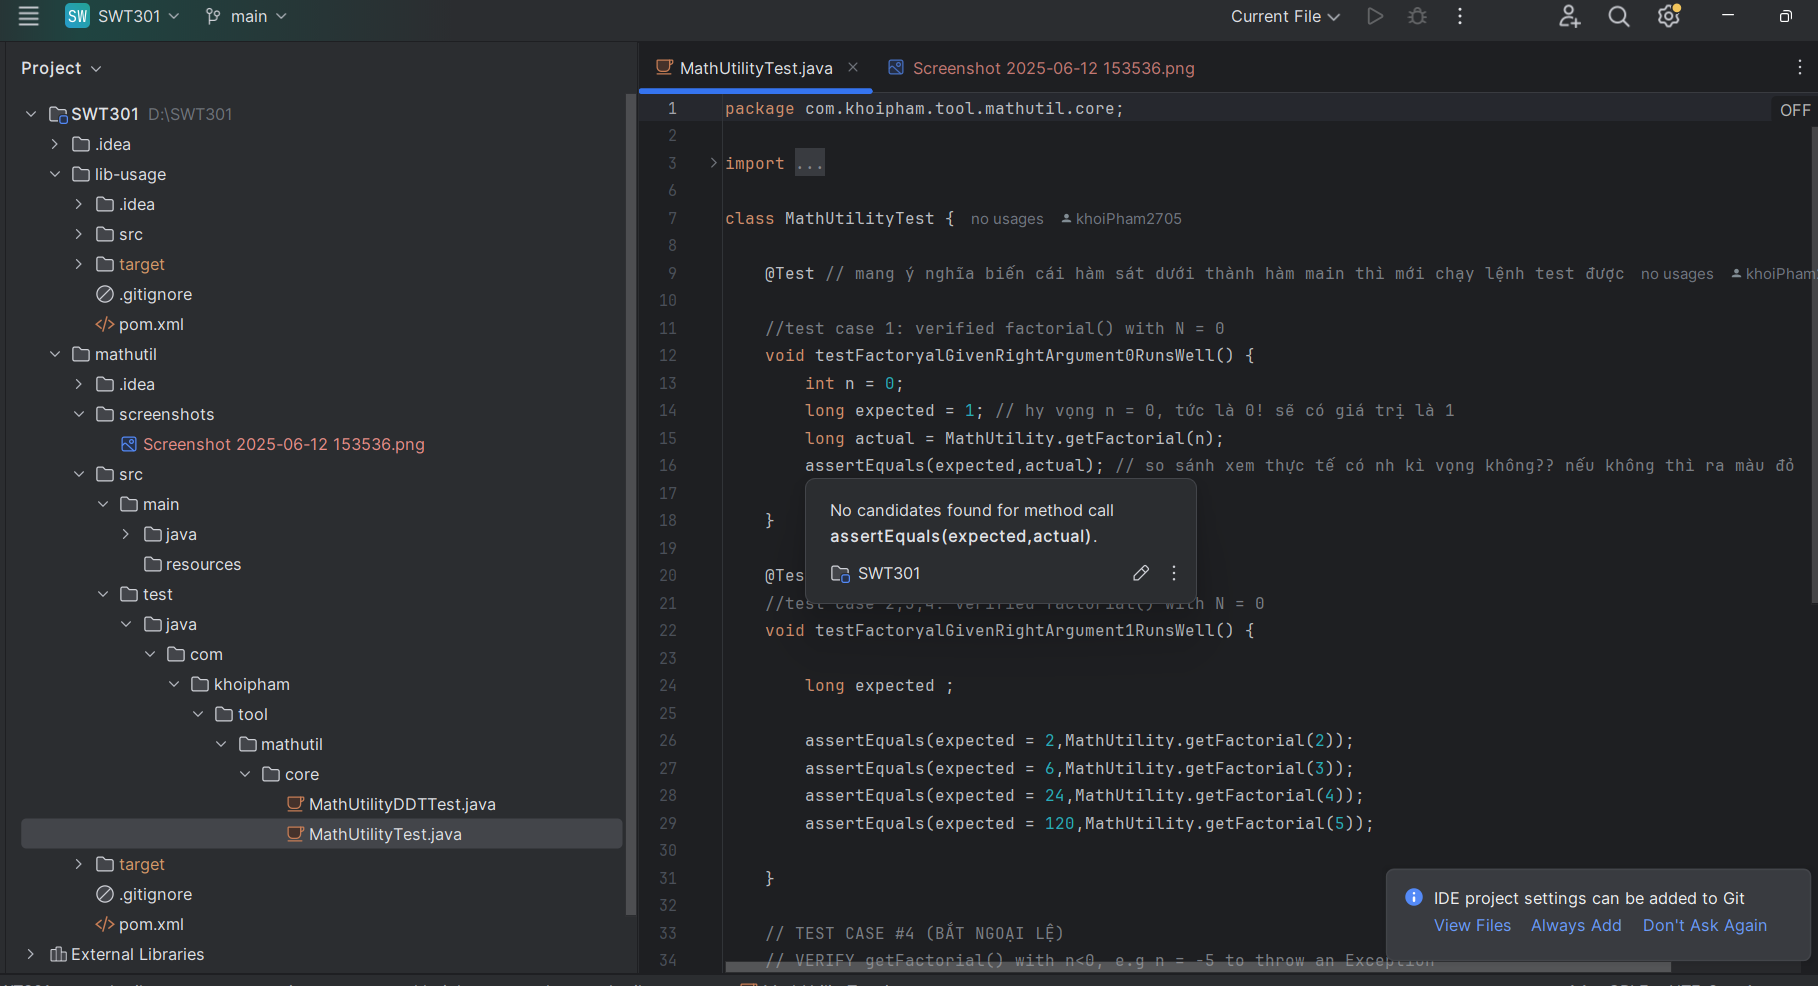 SW SWT301 main Current File
Project
SWT301 D:\SWT301
.idea
lib-usage
.idea
src
target
.gitignore
pom.xml
mathutil
.idea
screenshots
Screenshot 2025-06-12 153536.png
src
main
java
resources
test
java
com
khoipham
tool
mathutil
core
MathUtilityDDTTest.java
MathUtilityTest.java
target
.gitignore
pom.xml
External Libraries
MathUtilityTest.java Screenshot 2025-06-12 153536.png
OFF
1 package com.khoipham.tool.mathutil.core;
2
3 import ...
6
7 class MathUtilityTest { no usages khoiPham2705
8
9 @Test // mang ý nghĩa biến cái hàm sát dưới thành hàm main thì mới chạy lệnh test được no usages khoiPham
10
11 //test case 1: verified factorial() with N = 0
12 void testFactoryalGivenRightArgument0RunsWell() {
13 int n = 0;
14 long expected = 1; // hy vọng n = 0, tức là 0! sẽ có giá trị là 1
15 long actual = MathUtility.getFactorial(n);
16 assertEquals(expected,actual); // so sánh xem thực tế có nh kì vọng không?? nếu không thì ra màu đỏ
17
18 }
19
20 @Tes
21 //test case 2,3,4: verified factorial() with N = 0
22 void testFactoryalGivenRightArgument1RunsWell() {
23
24 long expected ;
25
26 assertEquals(expected = 2,MathUtility.getFactorial(2));
27 assertEquals(expected = 6,MathUtility.getFactorial(3));
28 assertEquals(expected = 24,MathUtility.getFactorial(4));
29 assertEquals(expected = 120,MathUtility.getFactorial(5));
30
31 }
32
33 // TEST CASE #4 (BẮT NGOẠI LỆ)
34 // VERIFY getFactorial() with n<0, e.g n = -5 to throw an Exception
No candidates found for method call
assertEquals(expected,actual).
SWT301
IDE project settings can be added to Git
View Files Always Add Don't Ask Again